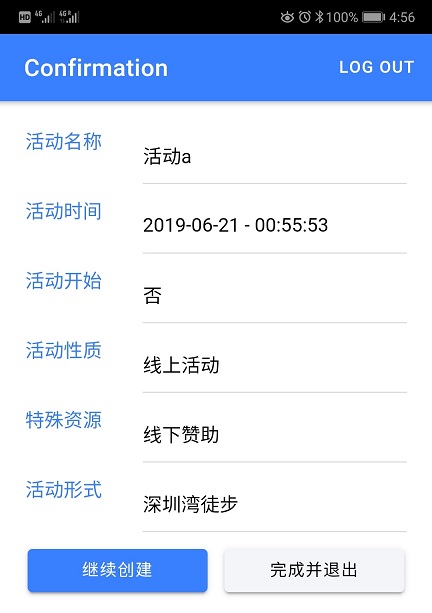 HD 4G 4G R 100% 4:56
Confirmation LOG OUT
活动名称
活动a
活动时间
2019-06-21 - 00:55:53
活动开始
否
活动性质
线上活动
特殊资源
线下赞助
活动形式
深圳湾徒步
继续创建 完成并退出